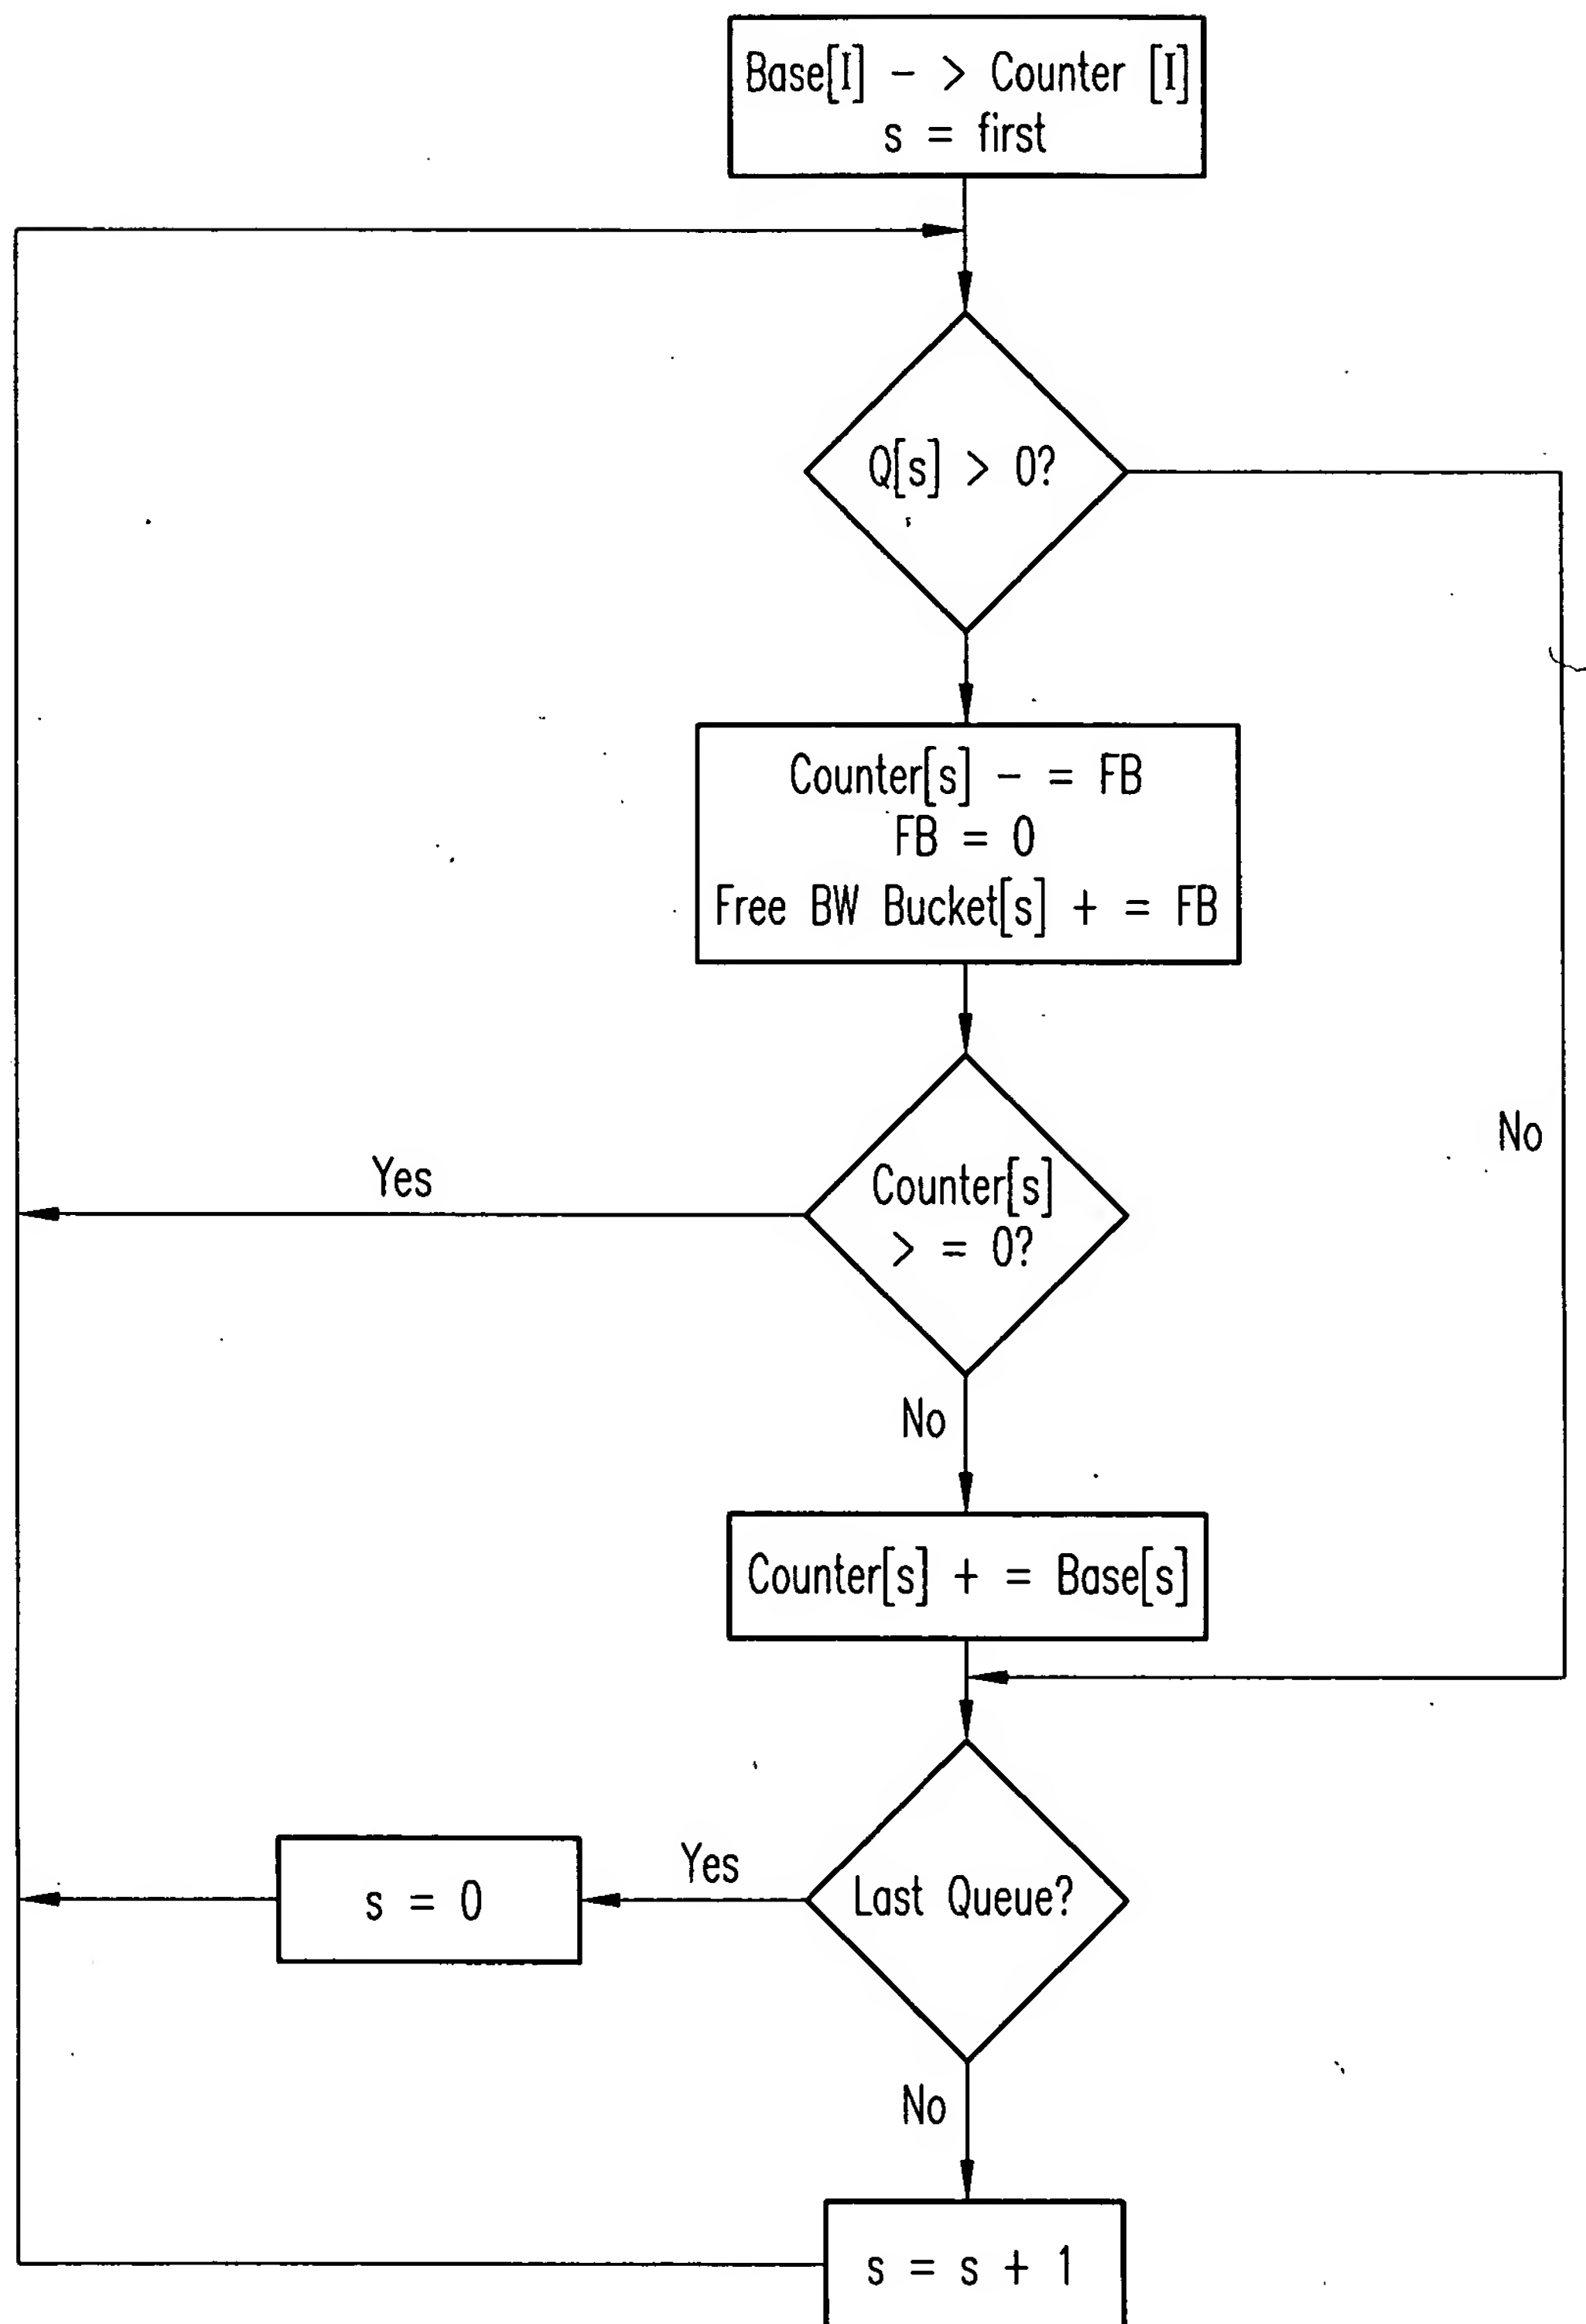 Base[I] - > Counter [I]
s = first
Q[s] > 0?
Counter[s] - = FB
FB = 0
Free BW Bucket[s] + = FB
No
Yes
Counter[s]
> = 0?
No
Counter[s] + = Base[s]
Yes
s = 0
Last Queue?
No
s = s + 1